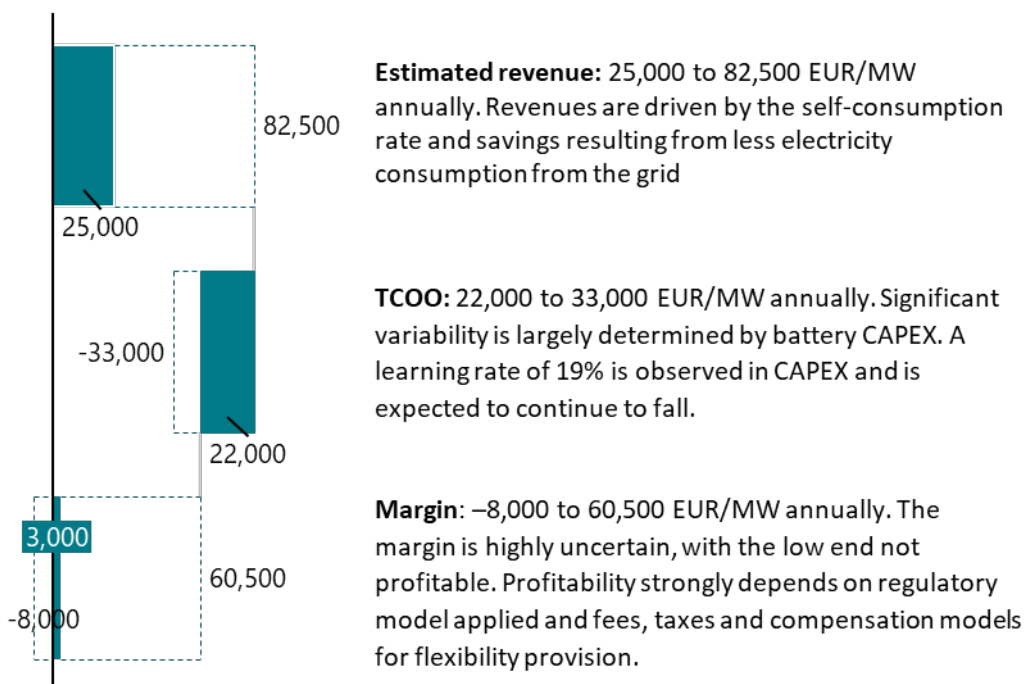 82,500
25,000
Estimated revenue: 25,000 to 82,500 EUR/MW
annually. Revenues are driven by the self-consumption
rate and savings resulting from less electricity
consumption from the grid
-33,000
22,000
TCOO: 22,000 to 33,000 EUR/MW annually. Significant
variability is largely determined by battery CAPEX. A
learning rate of 19% is observed in CAPEX and is
expected to continue to fall.
3,000
60,500
-8,000
Margin: –8,000 to 60,500 EUR/MW annually. The
margin is highly uncertain, with the low end not
profitable. Profitability strongly depends on regulatory
model applied and fees, taxes and compensation models
for flexibility provision.